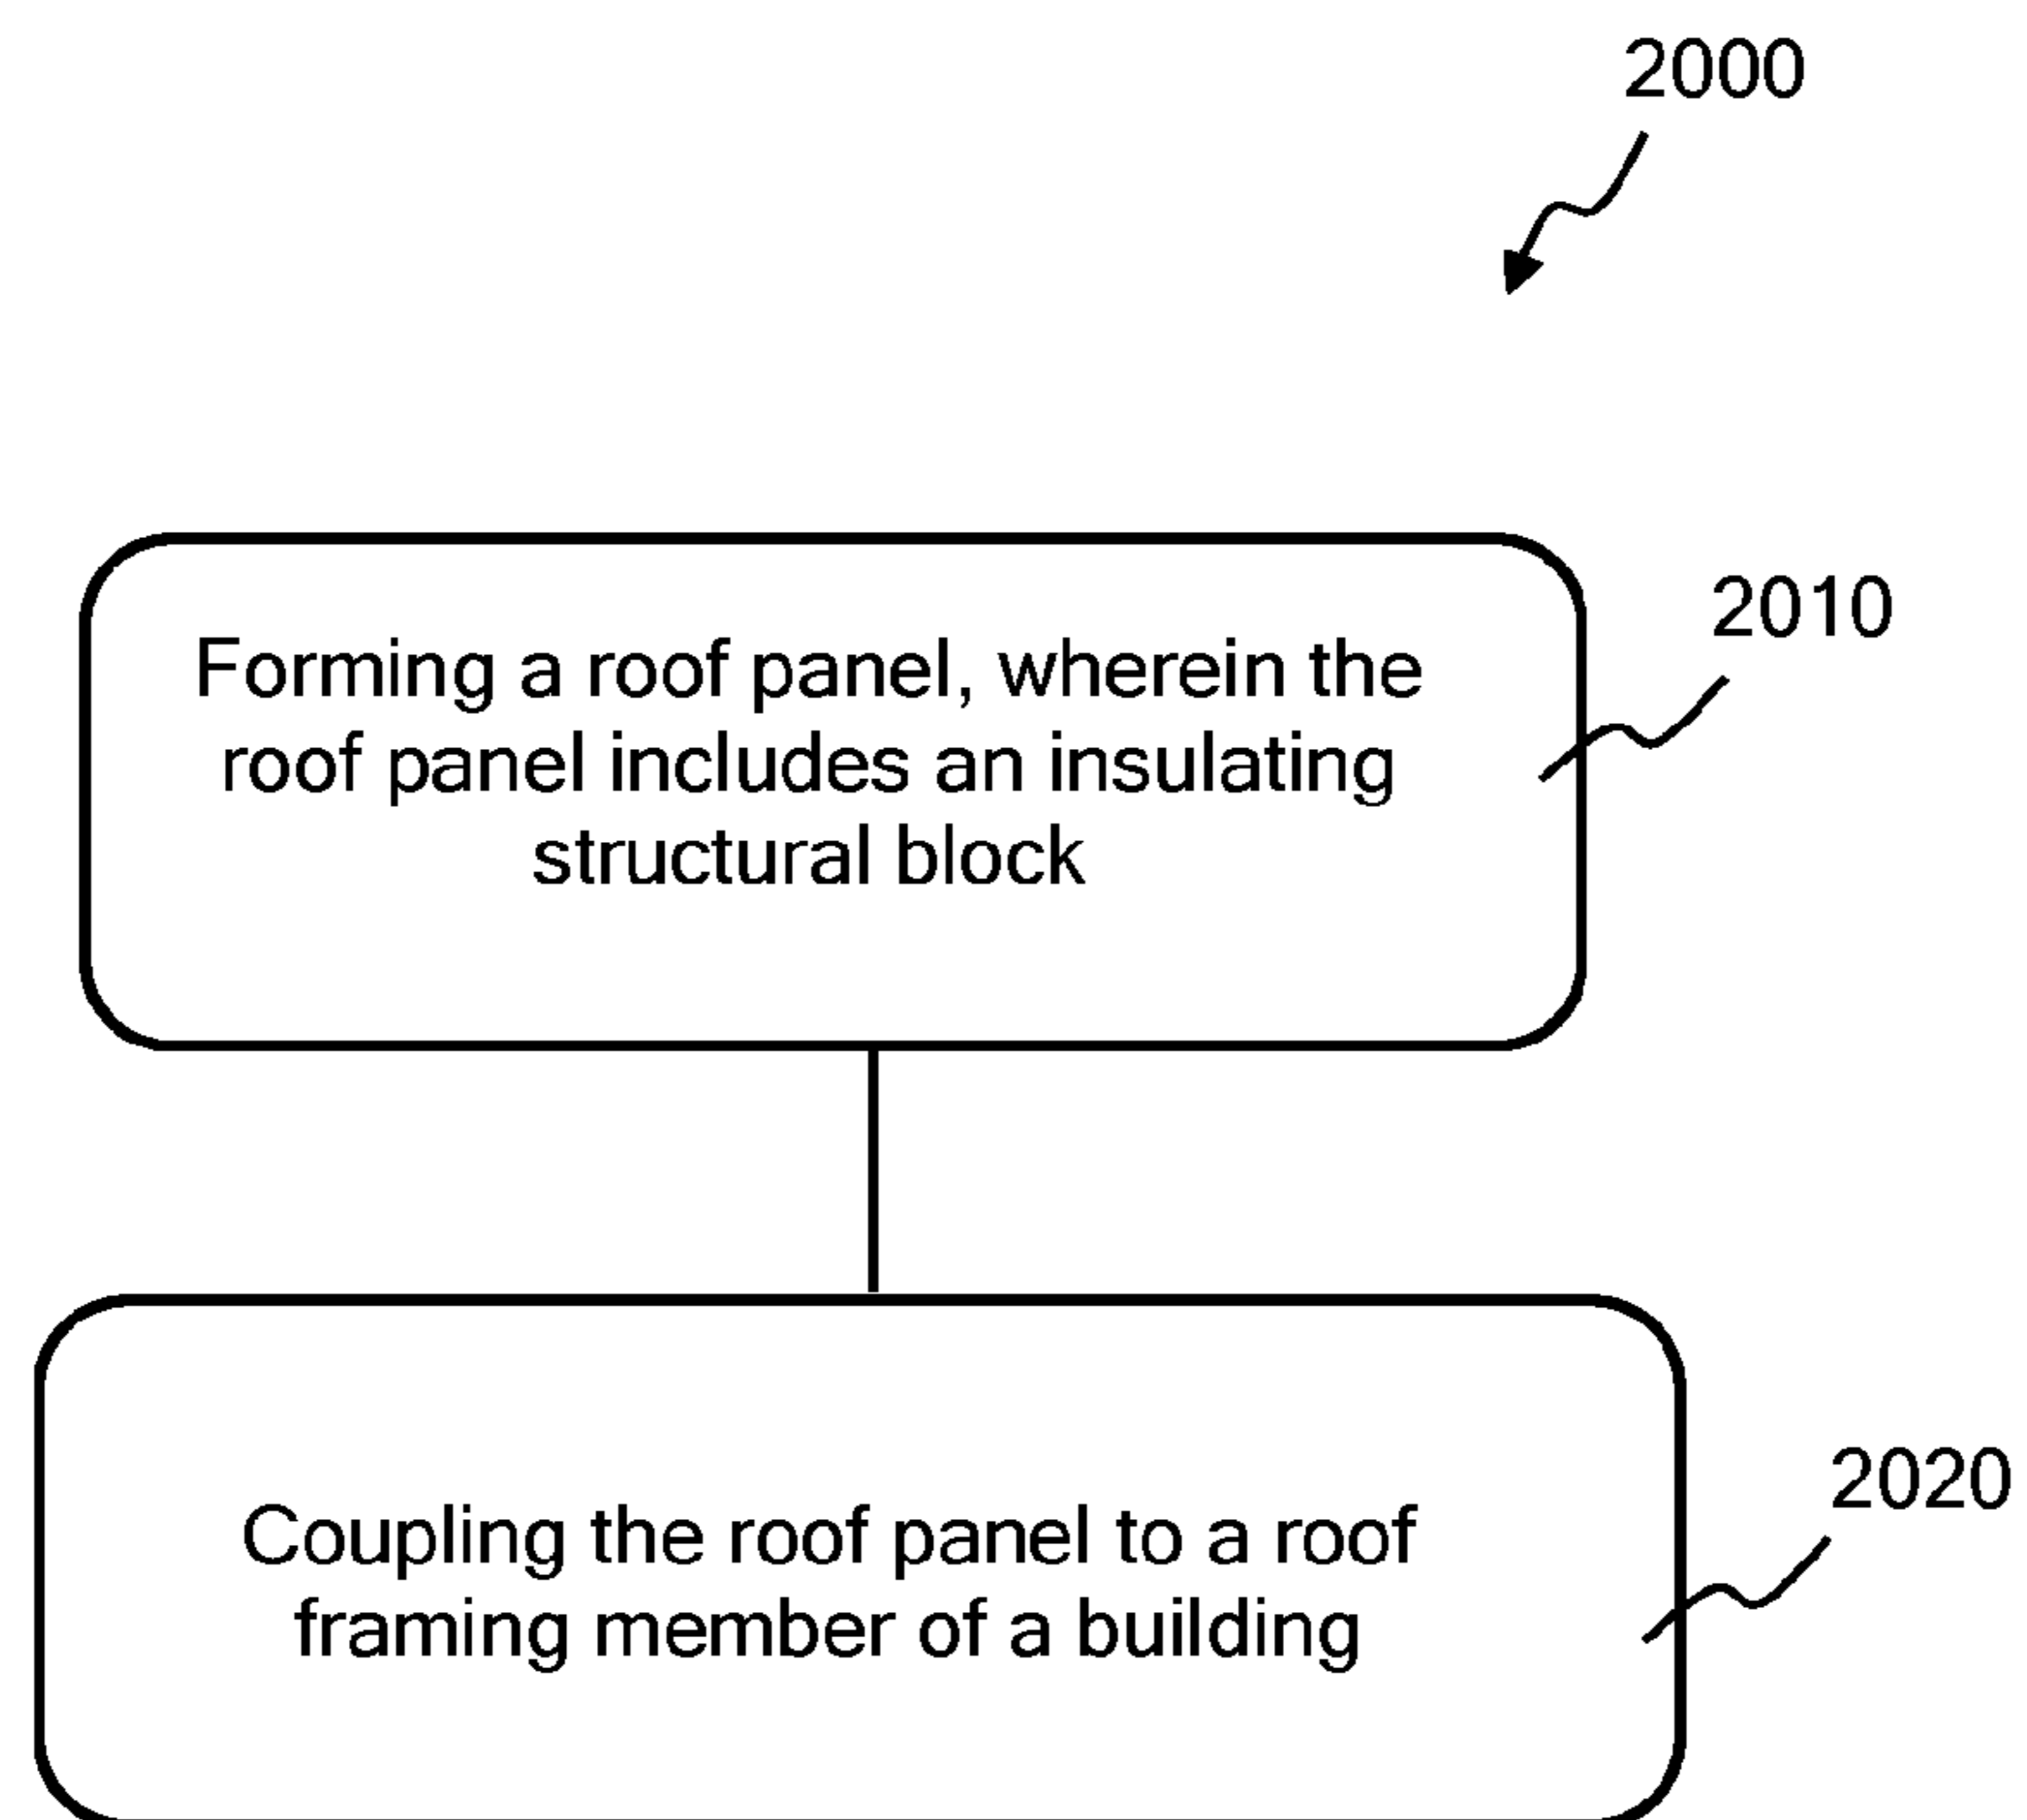 2000
2010
Forming a roof panel, wherein the
roof panel includes an insulating
structural block
2020
Coupling the roof panel to a roof
framing member of a building